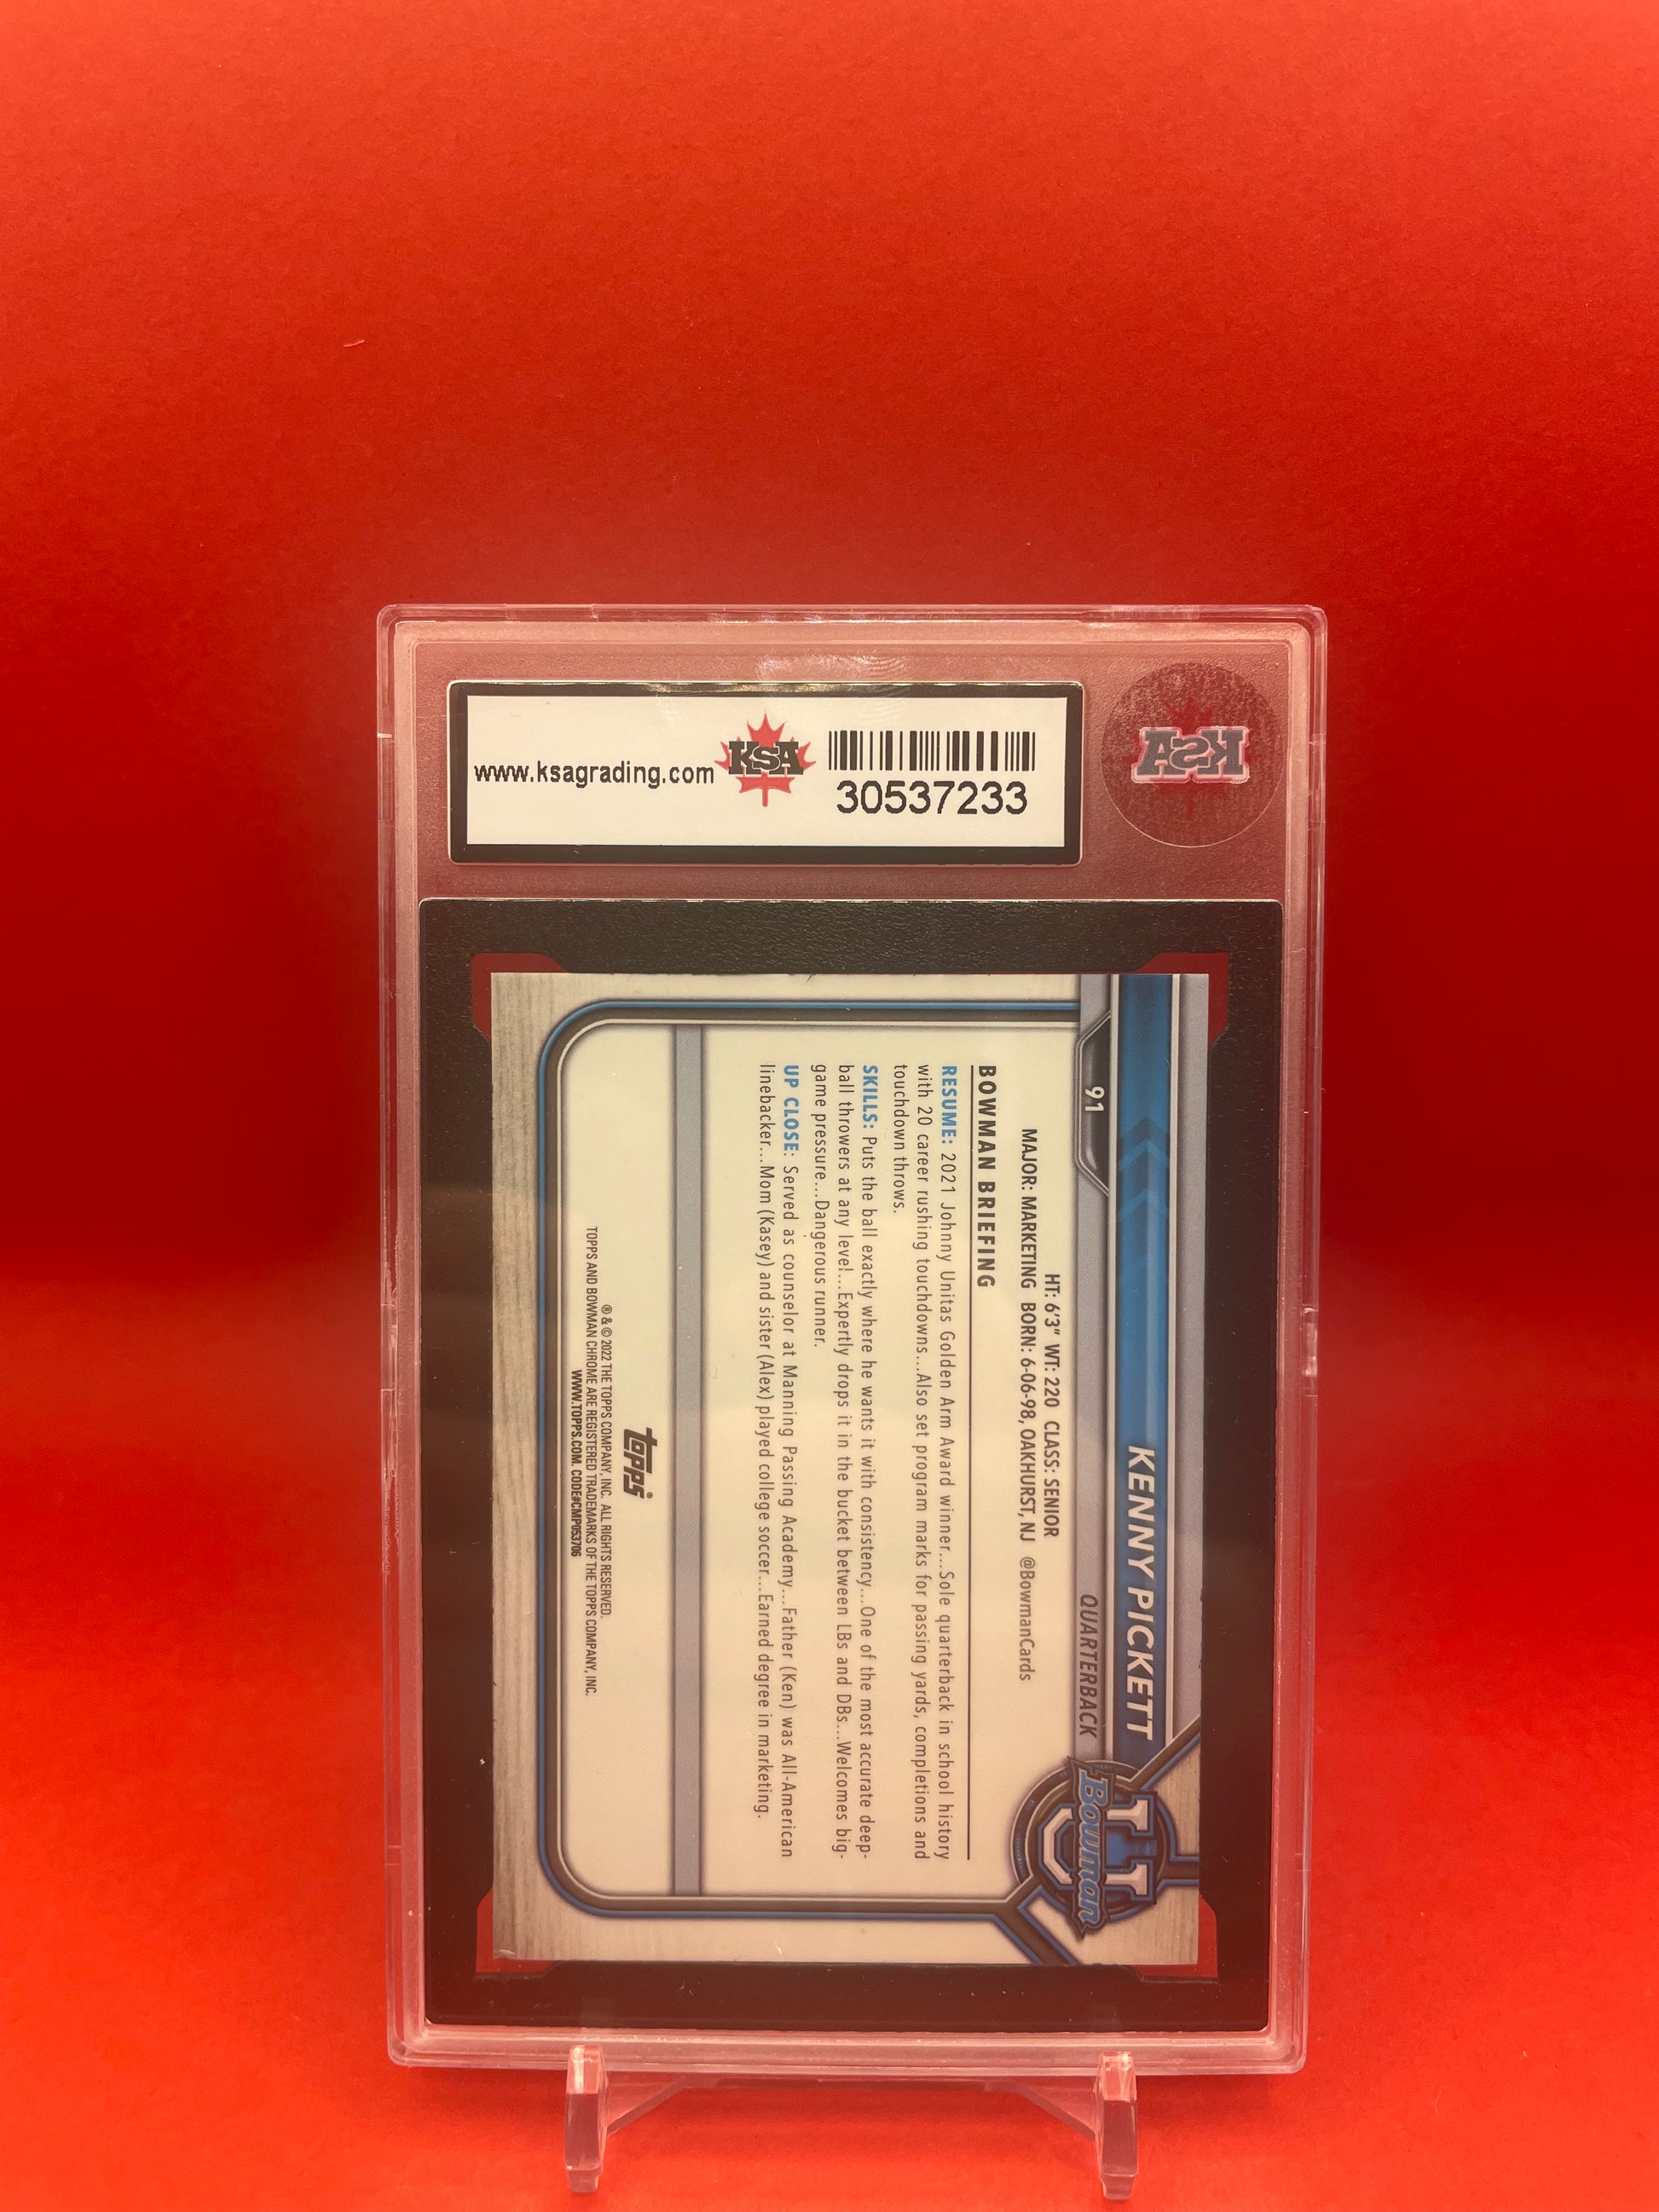 www.ksagrading.com
KSA
30537233
KSA
KENNY PICKETT
91
QUARTERBACK
Bowman
U
HT: 6'3" WT: 220 CLASS: SENIOR
MAJOR: MARKETING BORN: 6-06-98, OAKHURST, NJ @BowmanCards
BOWMAN BRIEFING
RESUME: 2021 Johnny Unitas Golden Arm Award winner...Sole quarterback in school history
with 20 career rushing touchdowns...Also set program marks for passing yards, completions and
touchdown throws.
SKILLS: Puts the ball exactly where he wants it with consistency...One of the most accurate deep-
ball throwers at any level...Expertly drops it in the bucket between LBs and DBs...Welcomes big-
game pressure...Dangerous runner.
UP CLOSE: Served as counselor at Manning Passing Academy...Father (Ken) was All-American
linebacker...Mom (Kasey) and sister (Alex) played college soccer...Earned degree in marketing.
topps®
® & © 2022 THE TOPPS COMPANY, INC. ALL RIGHTS RESERVED.
TOPPS AND BOWMAN CHROME ARE REGISTERED TRADEMARKS OF THE TOPPS COMPANY, INC.
WWW.TOPPS.COM. CODE#CMP053706